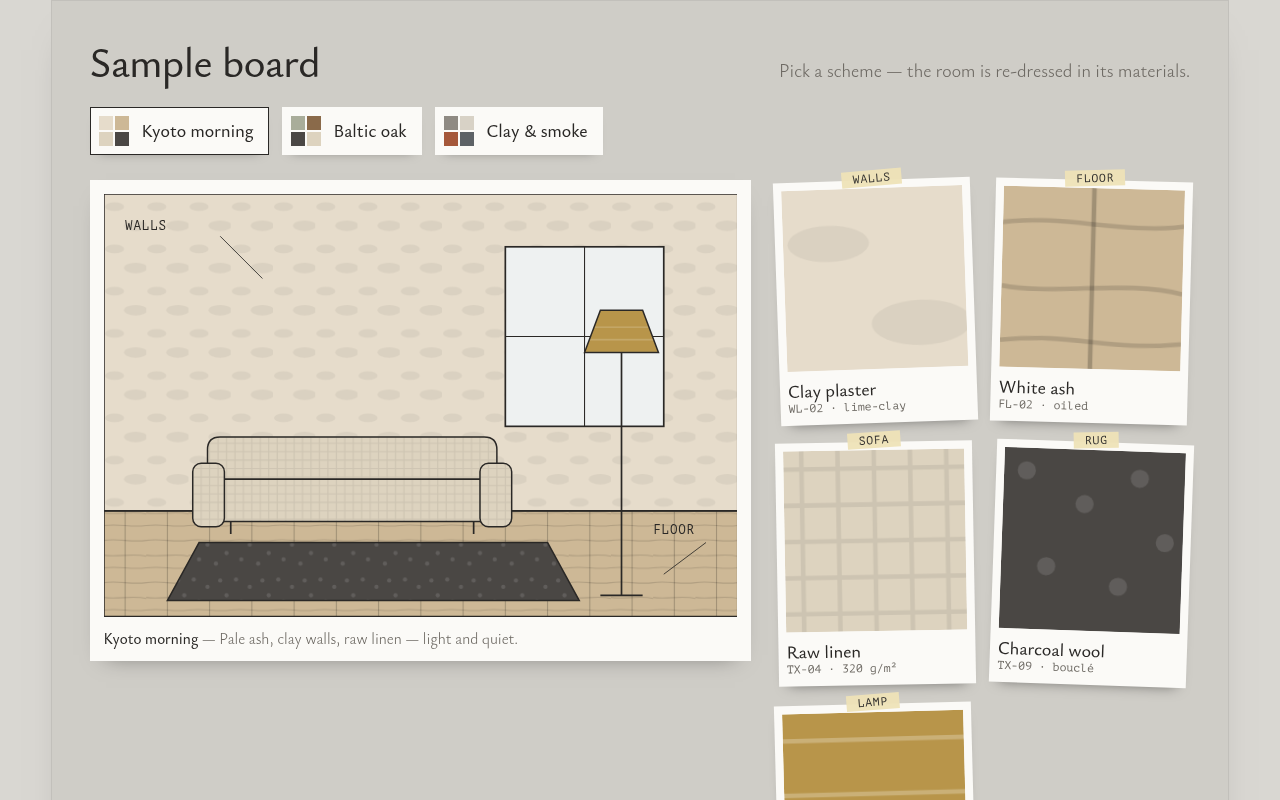 Sample board
Pick a scheme — the room is re-dressed in its materials.
Kyoto morning
Baltic oak
Clay & smoke
WALLS
FLOOR
Kyoto morning — Pale ash, clay walls, raw linen — light and quiet.
WALLS
Clay plaster
WL-02 · lime-clay
FLOOR
White ash
FL-02 · oiled
SOFA
Raw linen
TX-04 · 320 g/m²
RUG
Charcoal wool
TX-09 · bouclé
LAMP